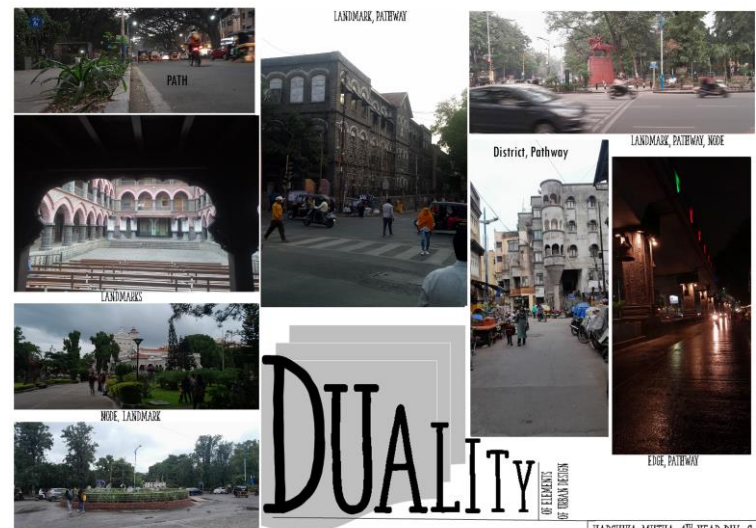 LANDMARK, PATHWAY
PATH
LANDMARK, PATHWAY, NODE
District, Pathway
LANDMARKS
NODE, LANDMARK
EDGE, PATHWAY
DUALITY
OF ELEMENTS
OF URBAN DESIGN